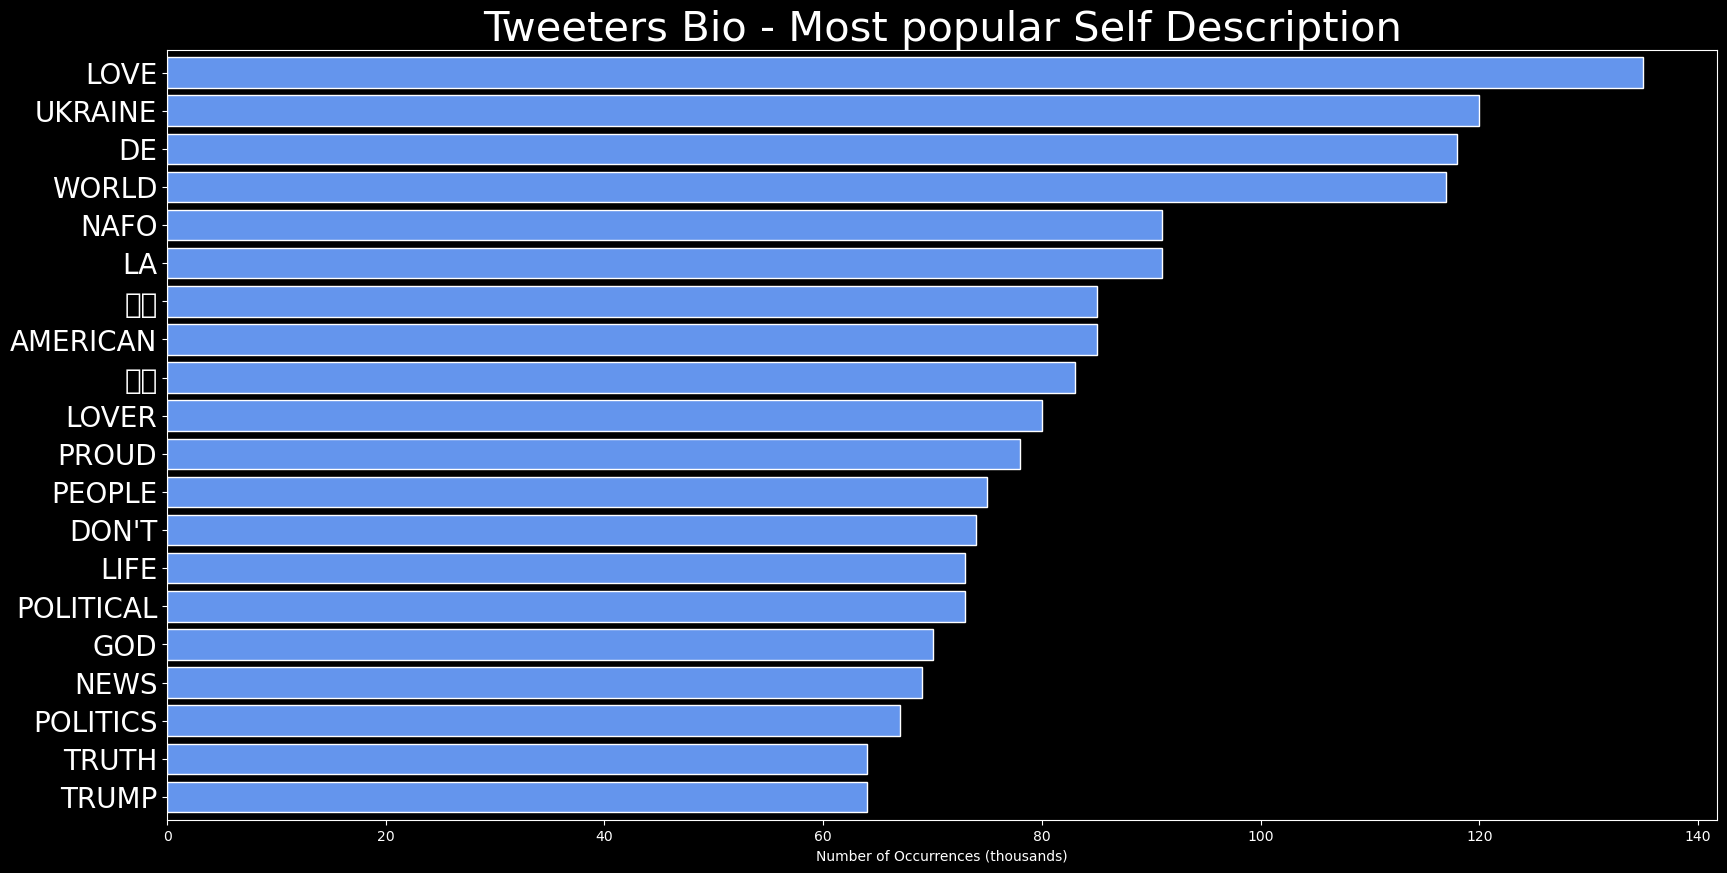 Tweeters Bio - Most popular Self Description
LOVE
UKRAINE
DE
WORLD
NAFO
LA
AMERICAN
LOVER
PROUD
PEOPLE
DON'T
LIFE
POLITICAL
GOD
NEWS
POLITICS
TRUTH
TRUMP
0 20 40 60 80 100 120 140
Number of Occurrences (thousands)